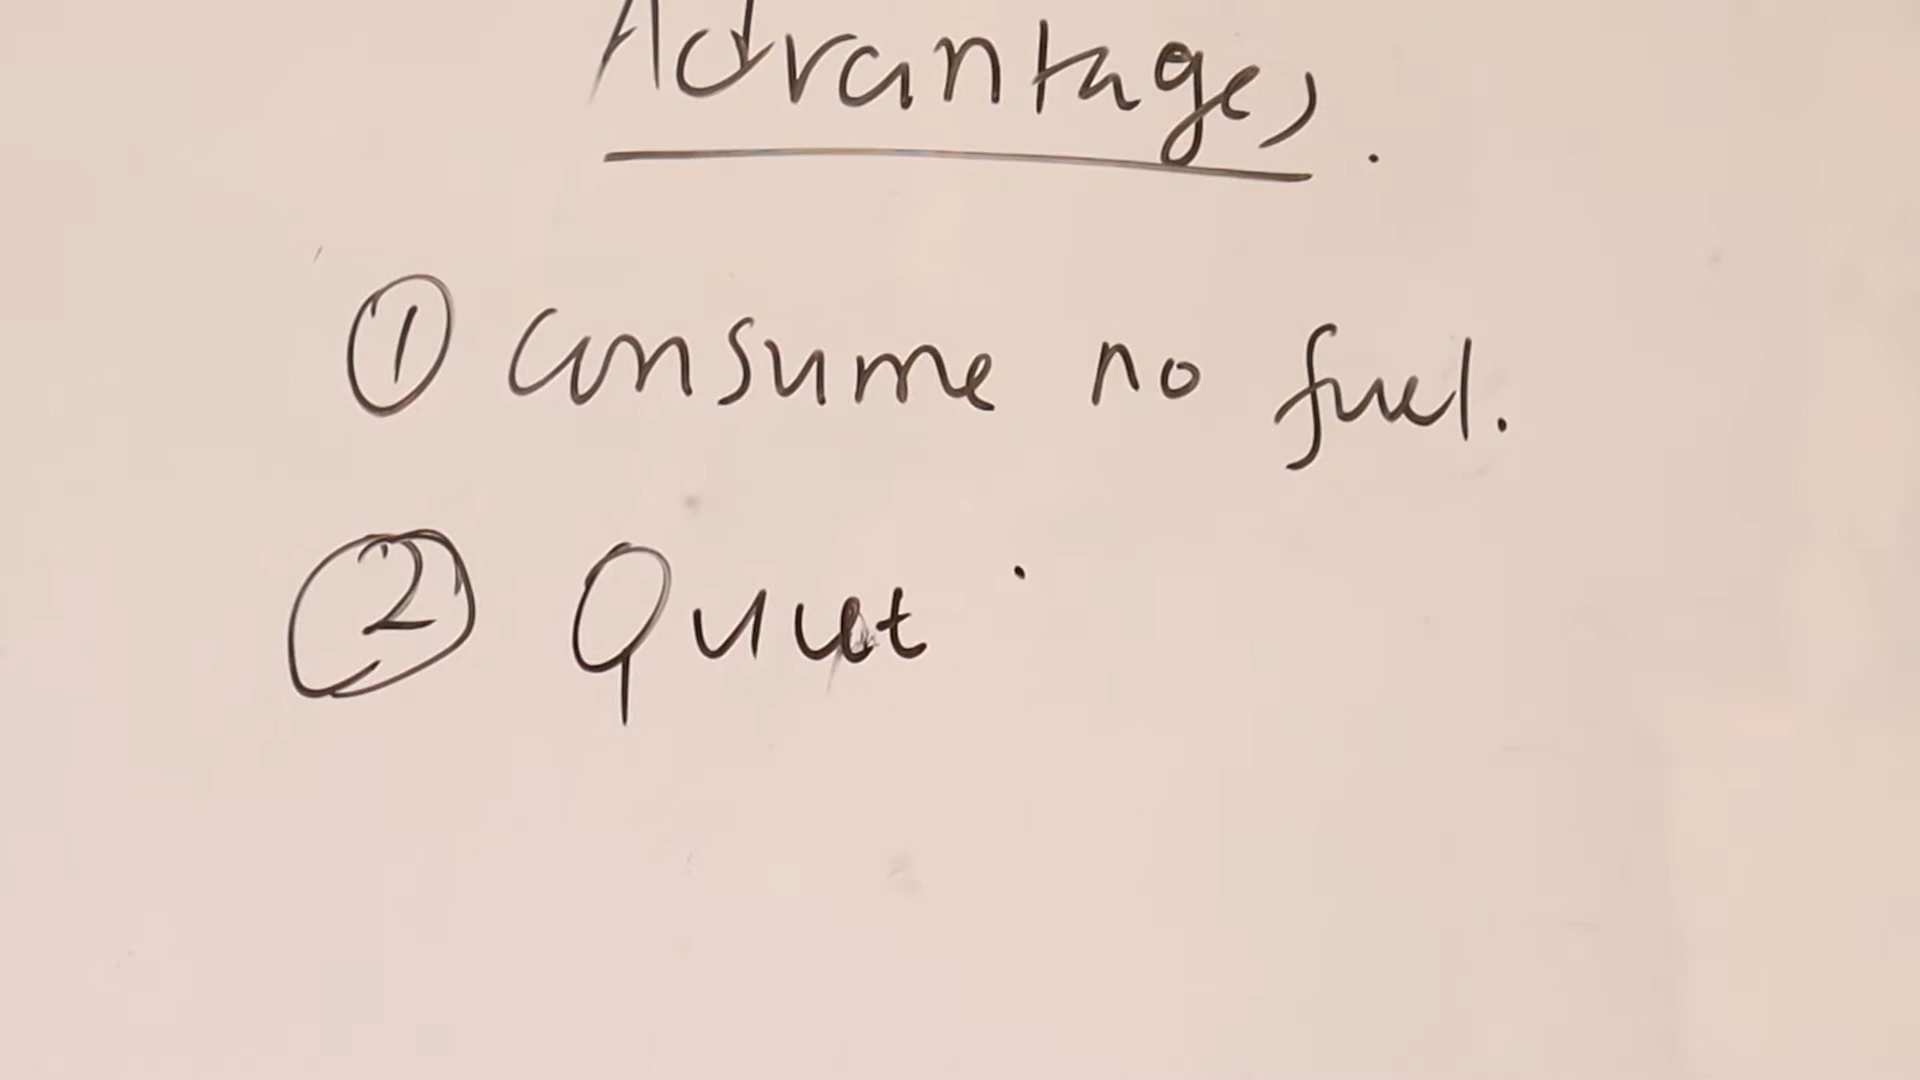 Advantages.
① Consume no fuel.
② Quiet